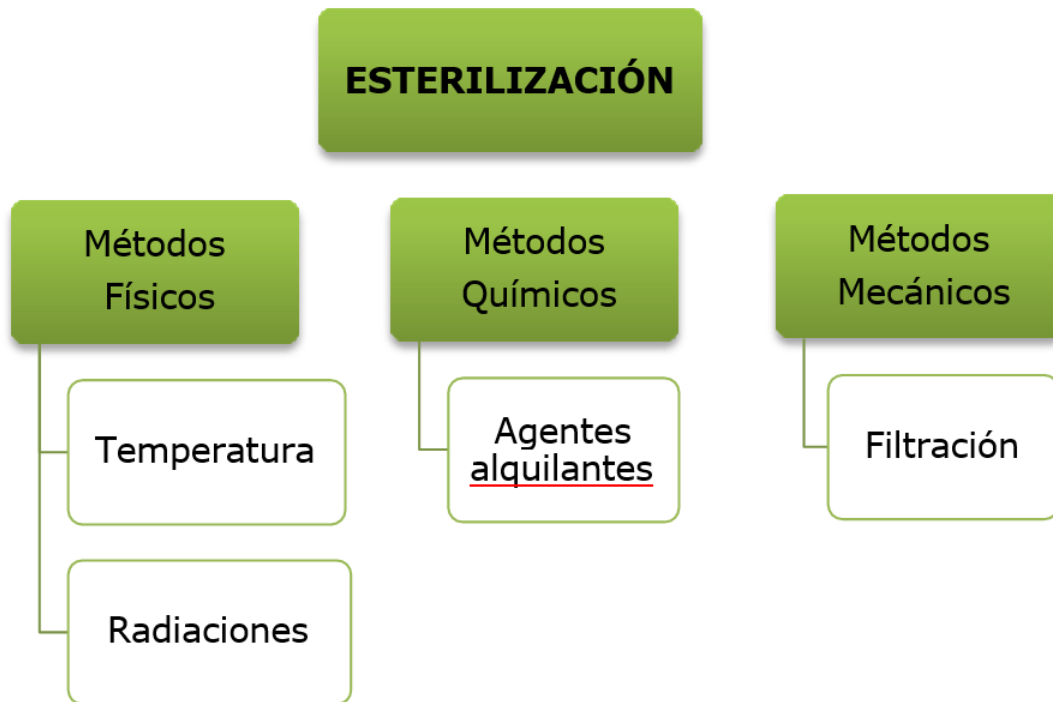 ESTERILIZACIÓN
Métodos
Físicos
Temperatura
Radiaciones
Métodos
Químicos
Agentes
alquilantes
Métodos
Mecánicos
Filtración